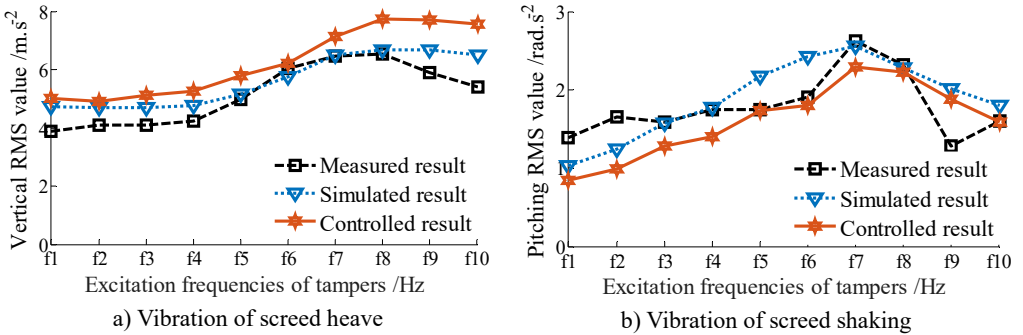 Vertical RMS value /m.s-2
8
6
4
2
0
Measured result
Simulated result
Controlled result
f1 f2 f3 f4 f5 f6 f7 f8 f9 f10
Excitation frequencies of tampers /Hz
a) Vibration of screed heave
Pitching RMS value /rad.s-2
3
2
1
0
Measured result
Simulated result
Controlled result
f1 f2 f3 f4 f5 f6 f7 f8 f9 f10
Excitation frequencies of tampers /Hz
b) Vibration of screed shaking